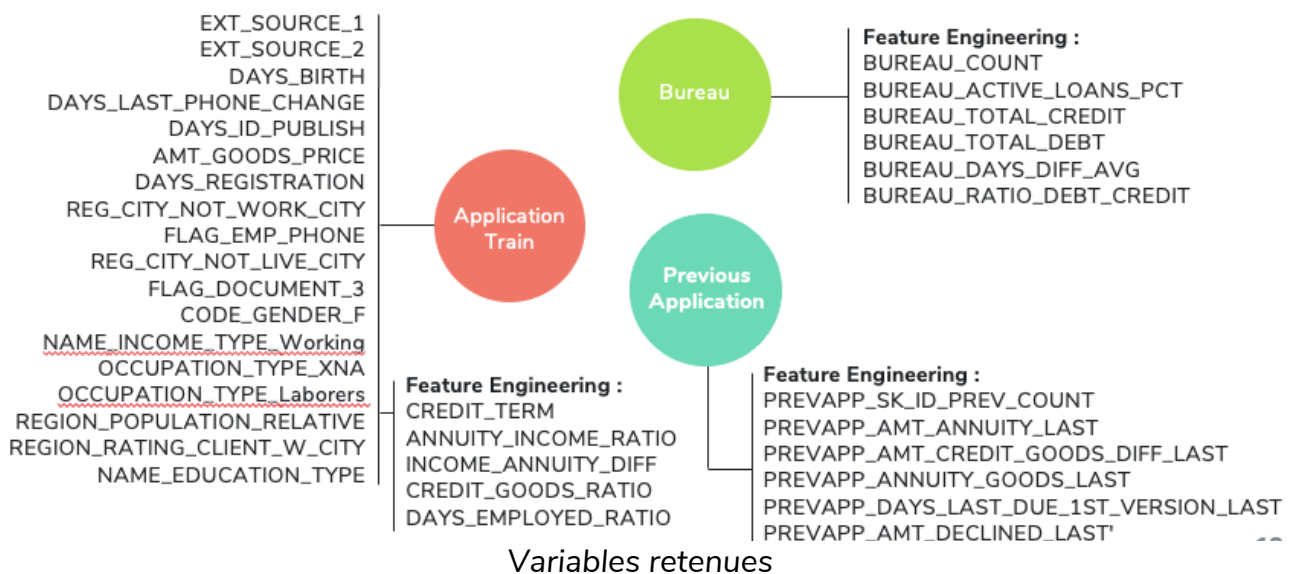 EXT_SOURCE_1
EXT_SOURCE_2
DAYS_BIRTH
DAYS_LAST_PHONE_CHANGE
DAYS_ID_PUBLISH
AMT_GOODS_PRICE
DAYS_REGISTRATION
REG_CITY_NOT_WORK_CITY
FLAG_EMP_PHONE
REG_CITY_NOT_LIVE_CITY
FLAG_DOCUMENT_3
CODE_GENDER_F
NAME_INCOME_TYPE_Working
OCCUPATION_TYPE_XNA
OCCUPATION_TYPE_Laborers
REGION_POPULATION_RELATIVE
REGION_RATING_CLIENT_W_CITY
NAME_EDUCATION_TYPE
Application
Train
Feature Engineering :
CREDIT_TERM
ANNUITY_INCOME_RATIO
INCOME_ANNUITY_DIFF
CREDIT_GOODS_RATIO
DAYS_EMPLOYED_RATIO
Bureau
Feature Engineering :
BUREAU_COUNT
BUREAU_ACTIVE_LOANS_PCT
BUREAU_TOTAL_CREDIT
BUREAU_TOTAL_DEBT
BUREAU_DAYS_DIFF_AVG
BUREAU_RATIO_DEBT_CREDIT
Previous
Application
Feature Engineering :
PREVAPP_SK_ID_PREV_COUNT
PREVAPP_AMT_ANNUITY_LAST
PREVAPP_AMT_CREDIT_GOODS_DIFF_LAST
PREVAPP_ANNUITY_GOODS_LAST
PREVAPP_DAYS_LAST_DUE_1ST_VERSION_LAST
PREVAPP_AMT_DECLINED_LAST'
Variables retenues